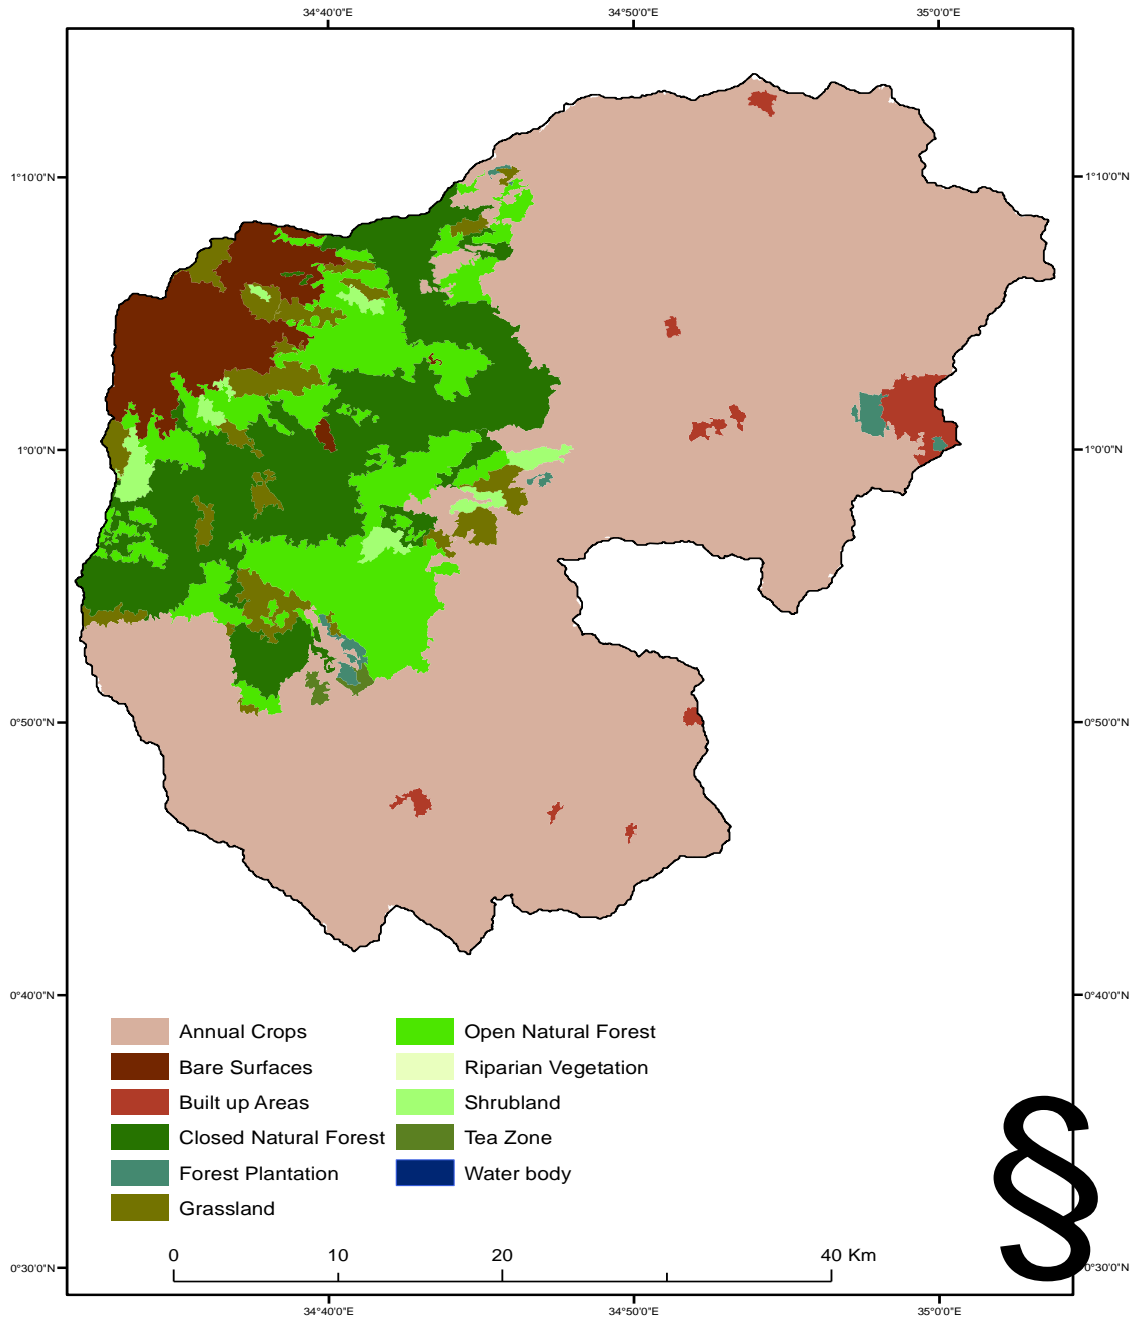 34°40'0"E 34°50'0"E 35°0'0"E
1°10'0"N 1°10'0"N
1°0'0"N 1°0'0"N
0°50'0"N 0°50'0"N
0°40'0"N 0°40'0"N
Annual Crops Open Natural Forest
Bare Surfaces Riparian Vegetation
Built up Areas Shrubland
Closed Natural Forest Tea Zone
Forest Plantation Water body
Grassland
§
0 10 20 40 Km
0°30'0"N 0°30'0"N
34°40'0"E 34°50'0"E 35°0'0"E